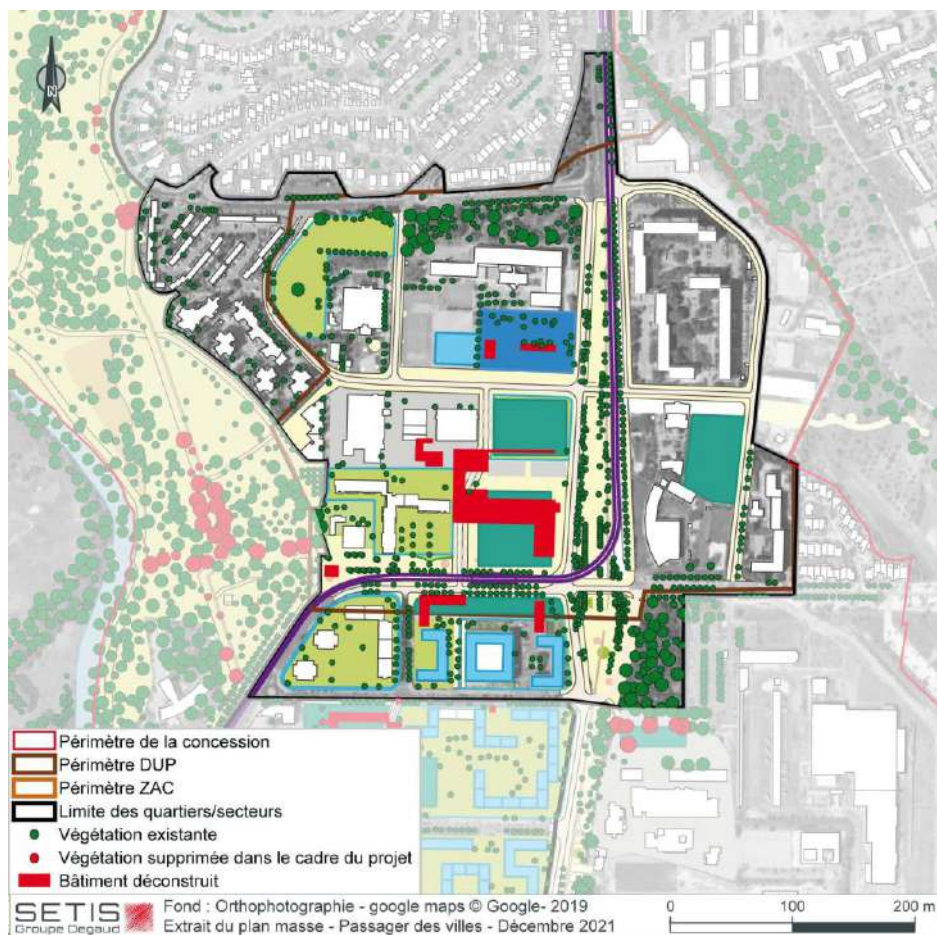 N
Périmètre de la concession
Périmètre DUP
Périmètre ZAC
Limite des quartiers/secteurs
Végétation existante
Végétation supprimée dans le cadre du projet
Bâtiment déconstruit
SETIS
Groupe Degaud
Fond : Orthophotographie - google maps © Google- 2019
Extrait du plan masse - Passager des villes - Décembre 2021
0 100 200 m